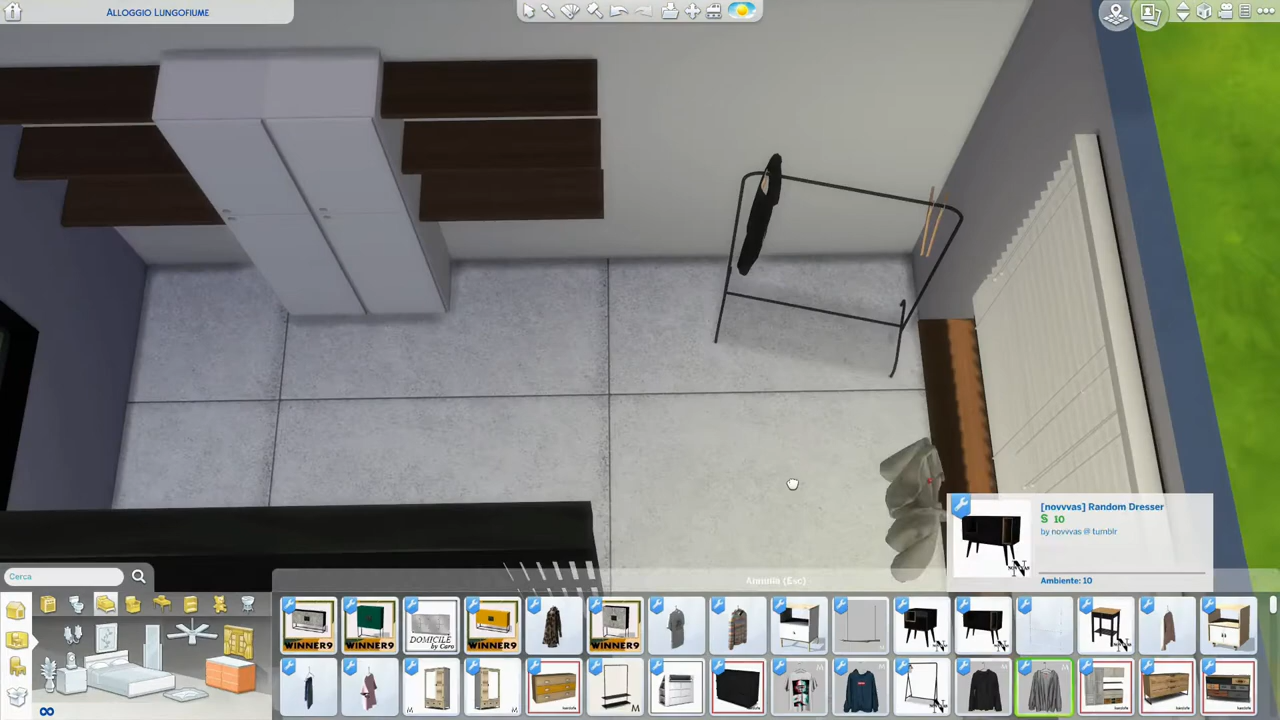 ALLOGGIO LUNGOFIUME
[novvvas] Random Dresser
§ 10
by novvvas @ tumblr
NOVVVAS
Ambiente: 10
Annulla (Esc)
Cerca
WINNER9
WINNER9
DOMICILE
by Caro
WINNER9
WINNER9
M
M
M
M